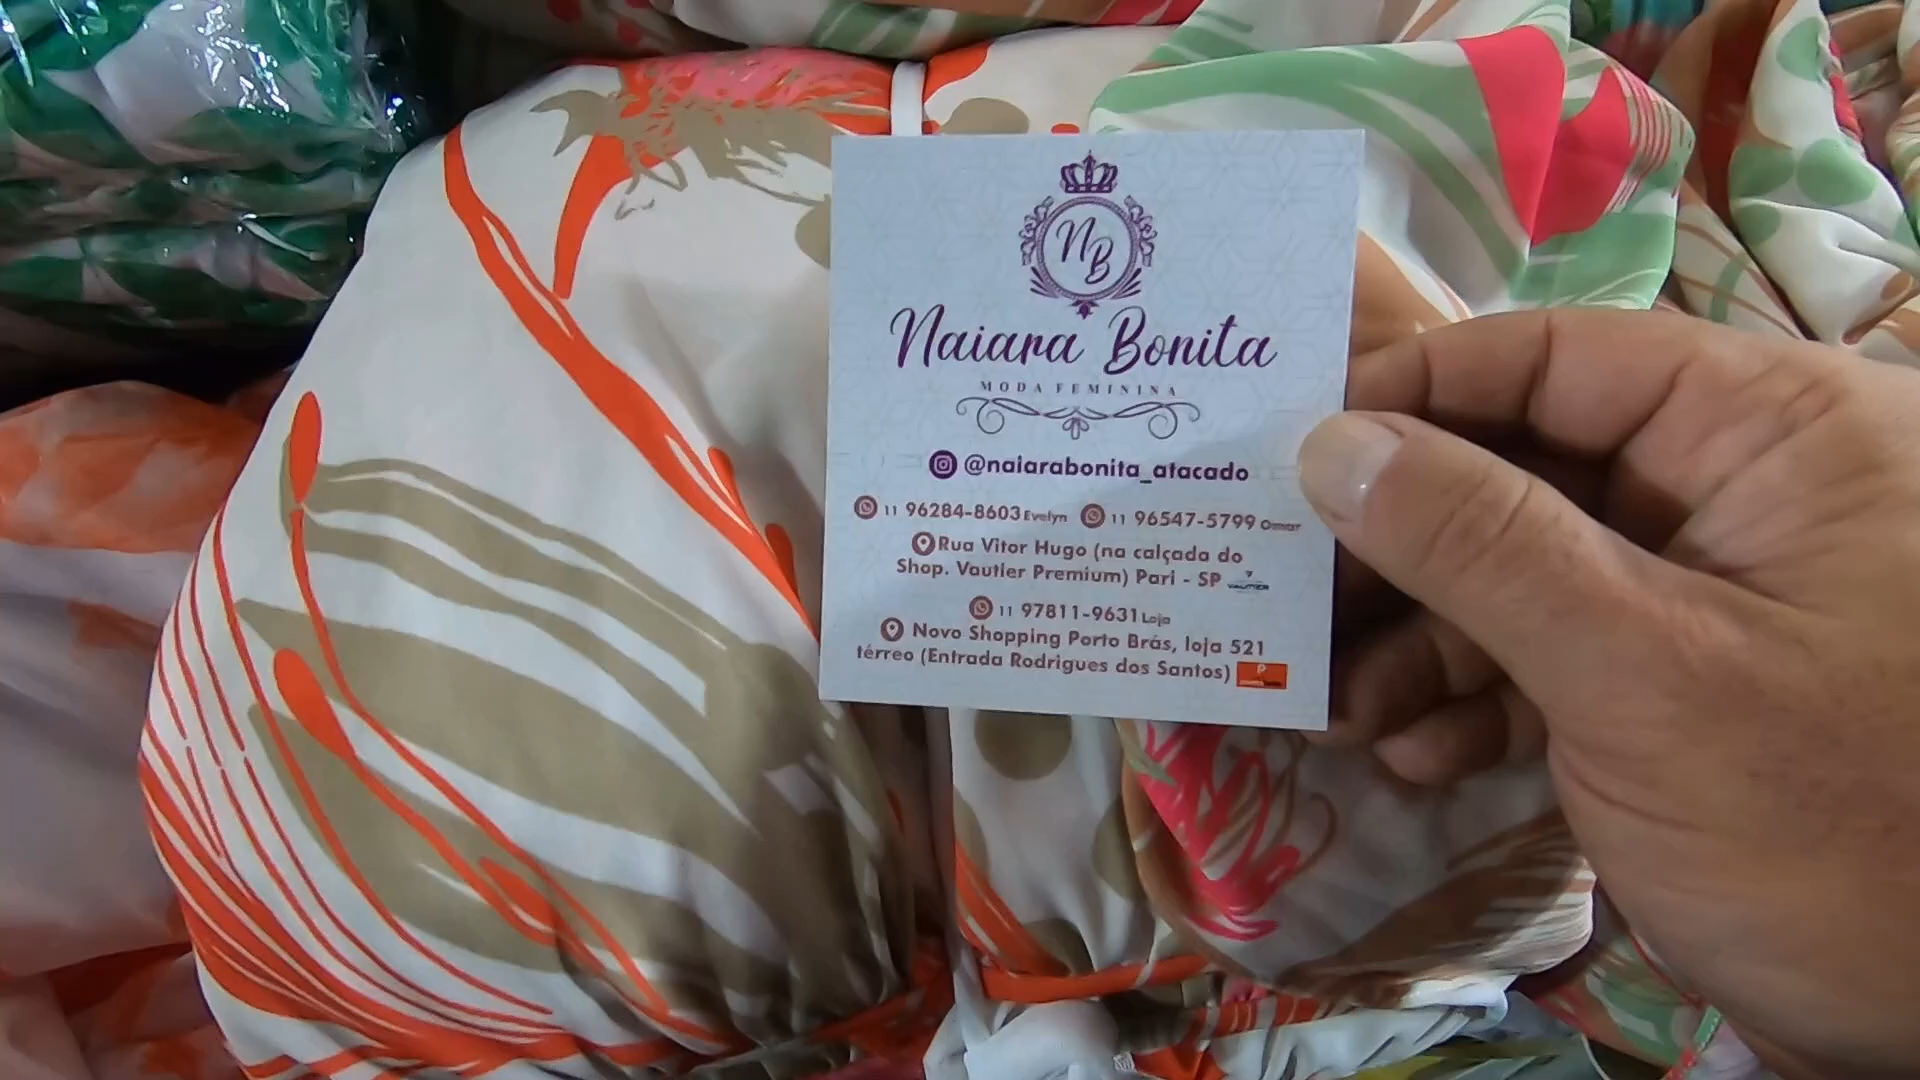 NB
Naiara Bonita
MODA FEMININA
@naiarabonita_atacado
11 96284-8603 Evelyn 11 96547-5799 Omar
Rua Vitor Hugo (na calçada do
Shop. Vautier Premium) Pari - SP VAUTIER
11 97811-9631 Loja
Novo Shopping Porto Brás, loja 521
térreo (Entrada Rodrigues dos Santos) P